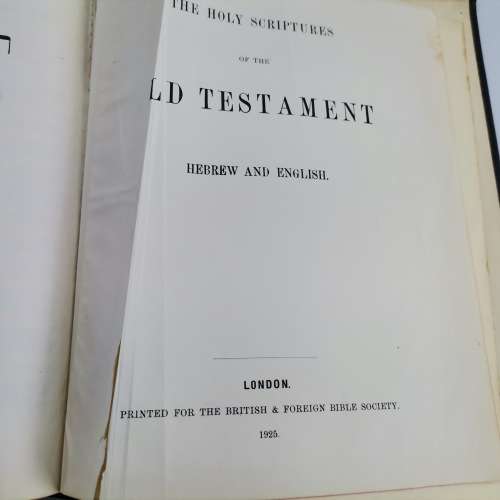 THE HOLY SCRIPTURES
OF THE
LD TESTAMENT
HEBREW AND ENGLISH.
LONDON.
PRINTED FOR THE BRITISH & FOREIGN BIBLE SOCIETY.
1925.